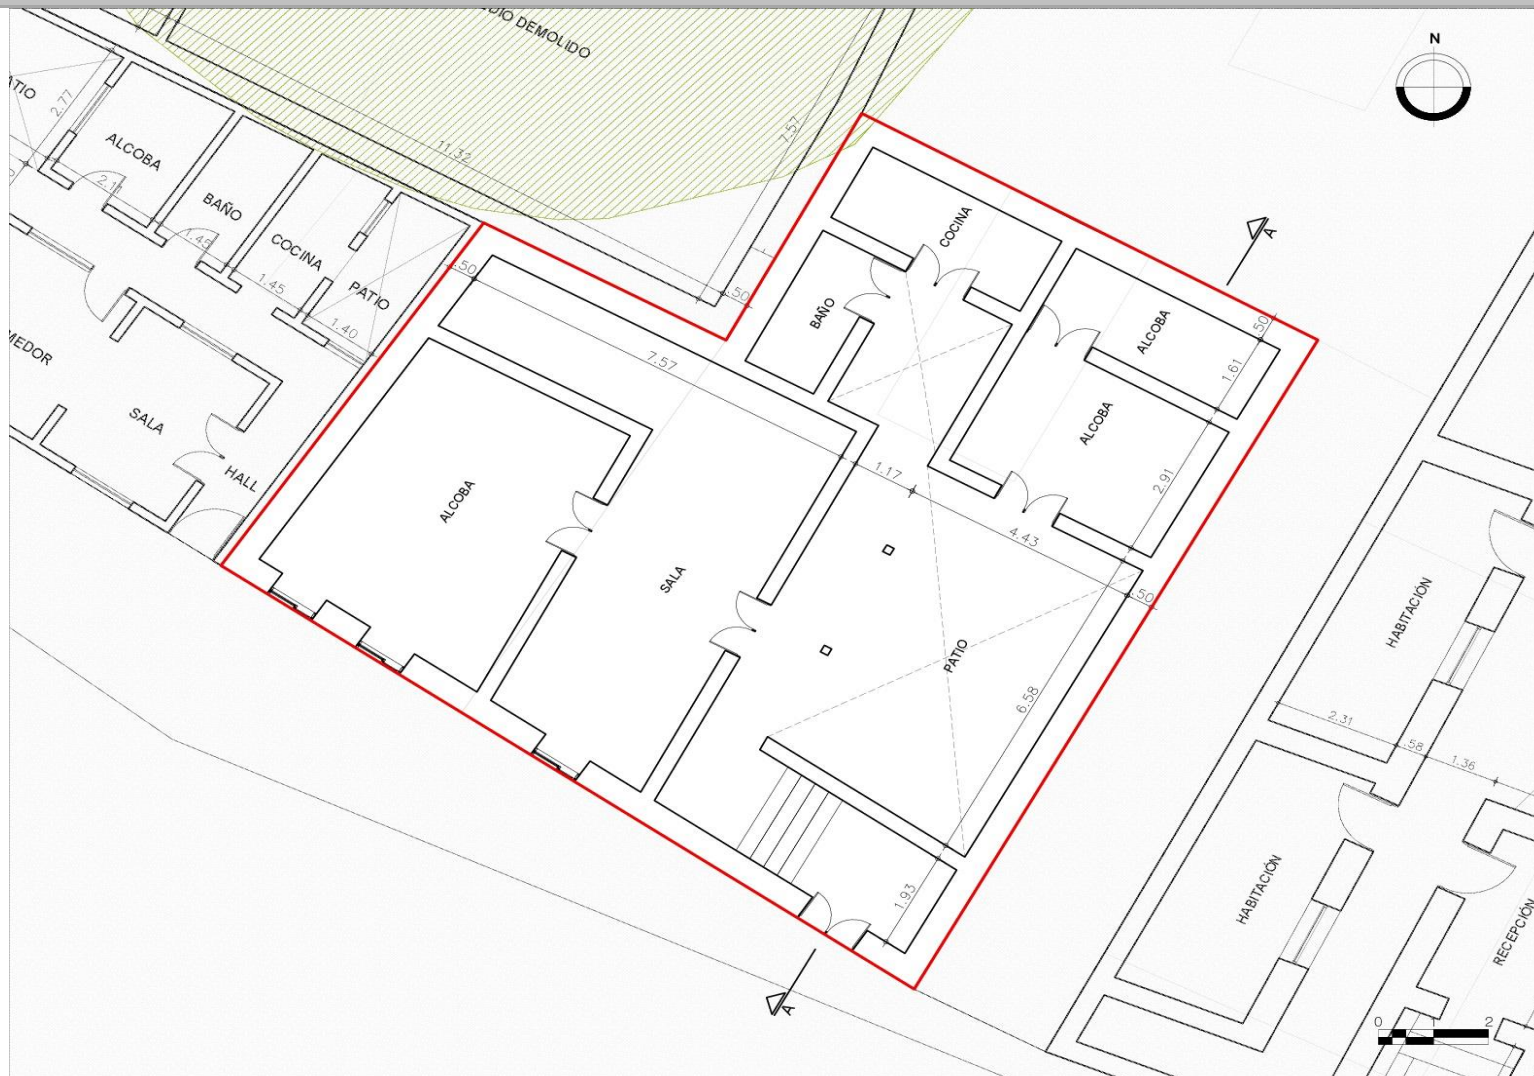 DIO DEMOLIDO
N
ATIO
2.77
ALCOBA
11.32
7.57
2.11
BAÑO
1.45
COCINA
1.45
PATIO
1.40
MEDOR
SALA
HALL
.50
7.57
.50
COCINA
BAÑO
ALCOBA
A
.50
1.61
ALCOBA
2.91
1.17
4.43
.50
ALCOBA
SALA
PATIO
6.58
1.93
A
HABITACIÓN
2.31
.58
1.36
HABITACIÓN
RECEPCIÓN
0 1 2